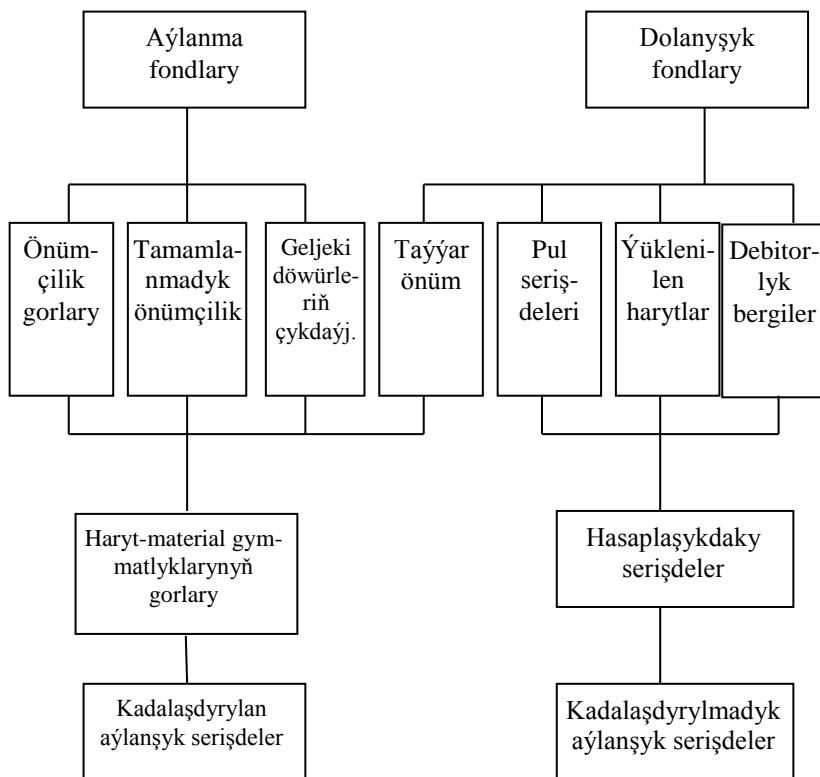 Aýlanma
fondlary
Dolanyşyk
fondlary
Önüm-
çilik
gorlary
Tamamla-
nmadyk
önümçilik
Geljeki
döwürle-
riň
çykdaýj.
Taýýar
önüm
Pul
seriş-
deleri
Ýükleni-
len
harytlar
Debitor-
lyk
bergiler
Haryt-material gym-
matlyklarynyň
gorlary
Hasaplaşykdaky
serişdeler
Kadalaşdyrylan
aýlanşyk serişdeler
Kadalaşdyrylmadyk
aýlanşyk serişdeler